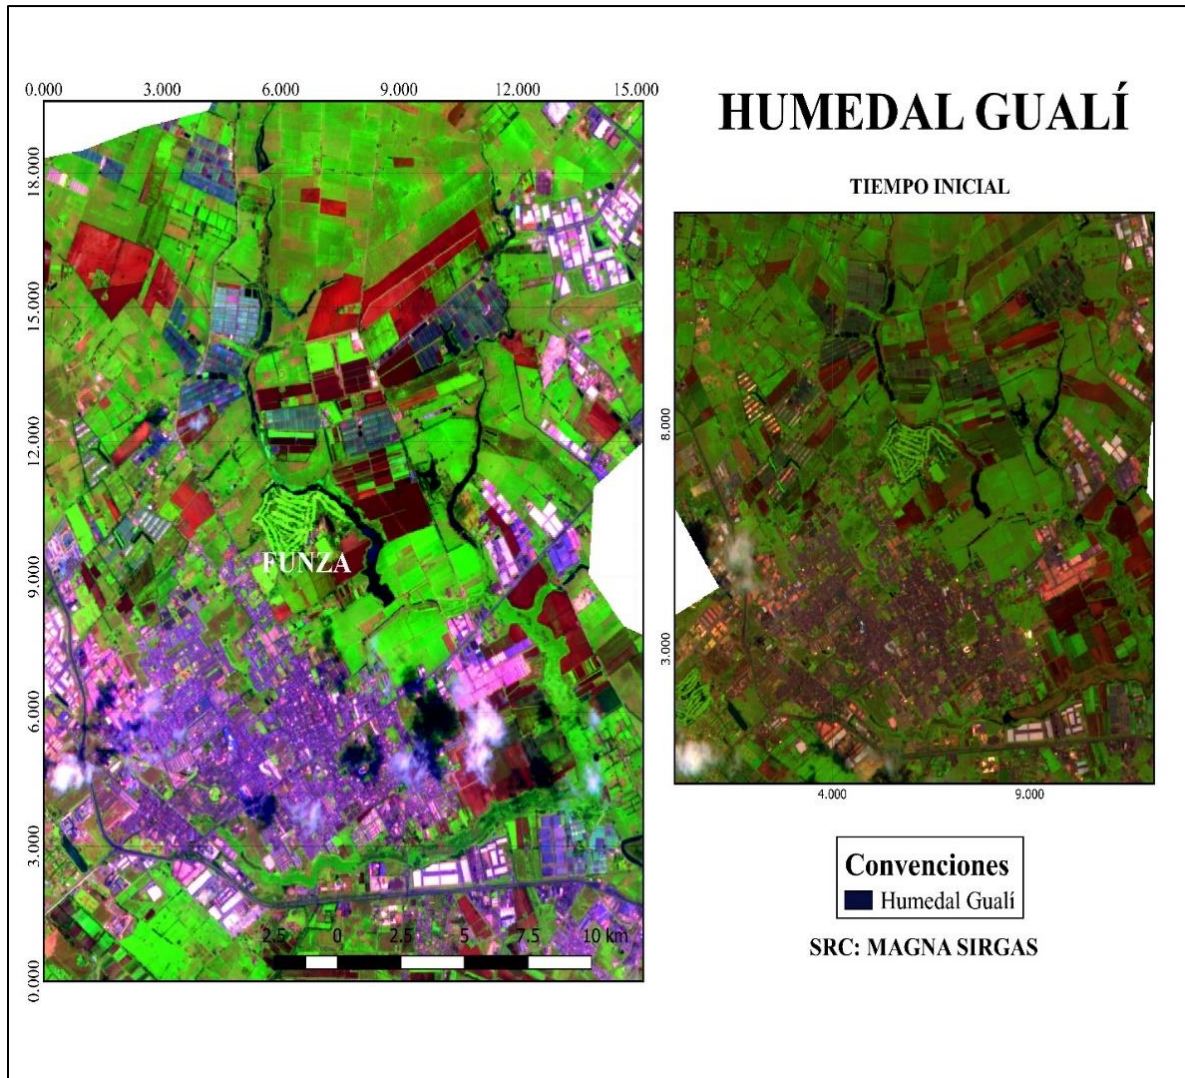 0.000 3.000 6.000 9.000 12.000 15.000
18.000
15.000
12.000
9.000
6.000
3.000
0.000
FUNZA
2.5 0 2.5 5 7.5 10 km
HUMEDAL GUALÍ
TIEMPO INICIAL
8.000
3.000
4.000 9.000
Convenciones
Humedal Gualí
SRC: MAGNA SIRGAS